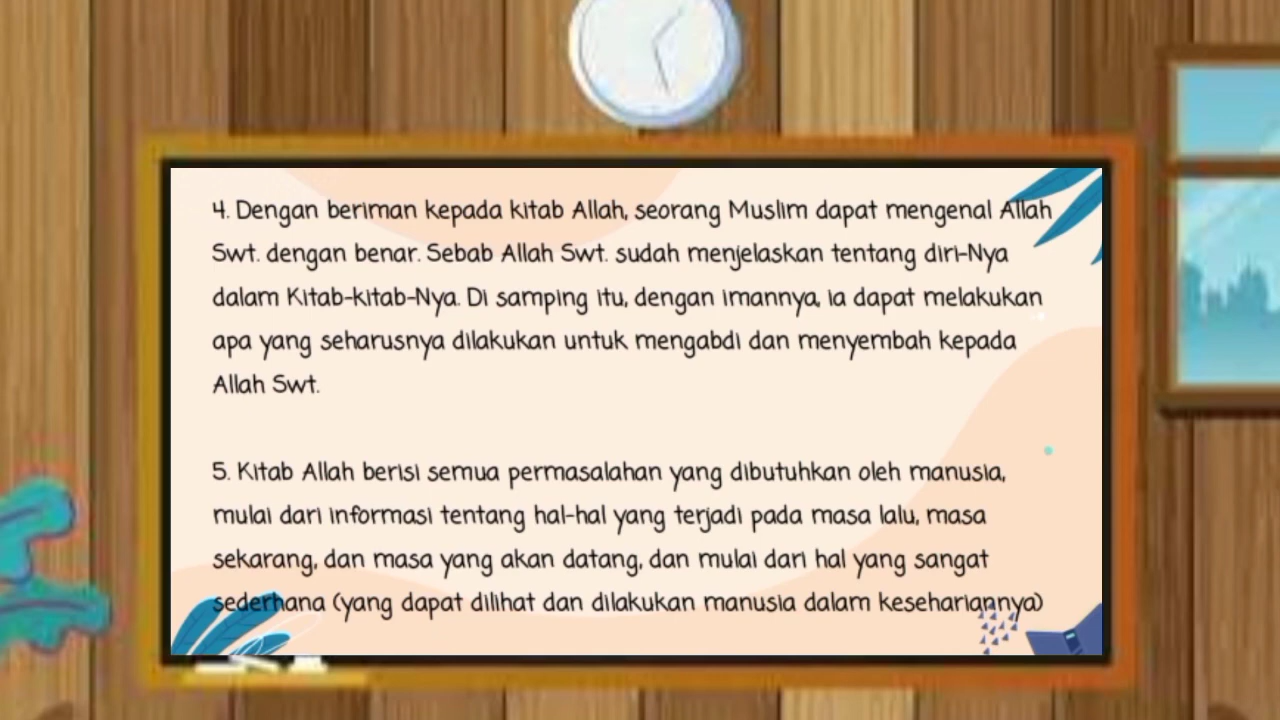 4. Dengan beriman kepada kitab Allah, seorang Muslim dapat mengenal Allah
Swt. dengan benar. Sebab Allah Swt. sudah menjelaskan tentang diri-Nya
dalam Kitab-kitab-Nya. Di samping itu, dengan imannya, ia dapat melakukan
apa yang seharusnya dilakukan untuk mengabdi dan menyembah kepada
Allah Swt.
5. Kitab Allah berisi semua permasalahan yang dibutuhkan oleh manusia,
mulai dari informasi tentang hal-hal yang terjadi pada masa lalu, masa
sekarang, dan masa yang akan datang, dan mulai dari hal yang sangat
sederhana (yang dapat dilihat dan dilakukan manusia dalam kesehariannya)